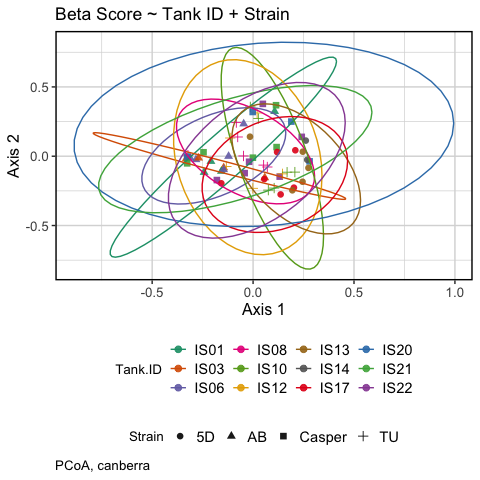 Beta Score ~ Tank ID + Strain
Axis 2
0.5
0.0
-0.5
-0.5 0.0 0.5 1.0
Axis 1
Tank.ID
IS01 IS08 IS13 IS20
IS03 IS10 IS14 IS21
IS06 IS12 IS17 IS22
Strain 5D AB Casper TU
PCoA, canberra